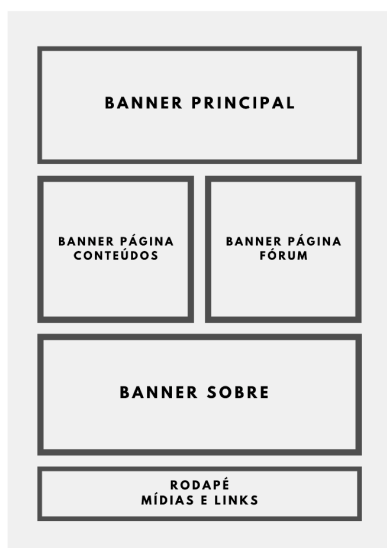 BANNER PRINCIPAL
BANNER PÁGINA
CONTEÚDOS
BANNER PÁGINA
FÓRUM
BANNER SOBRE
RODAPÉ
MÍDIAS E LINKS